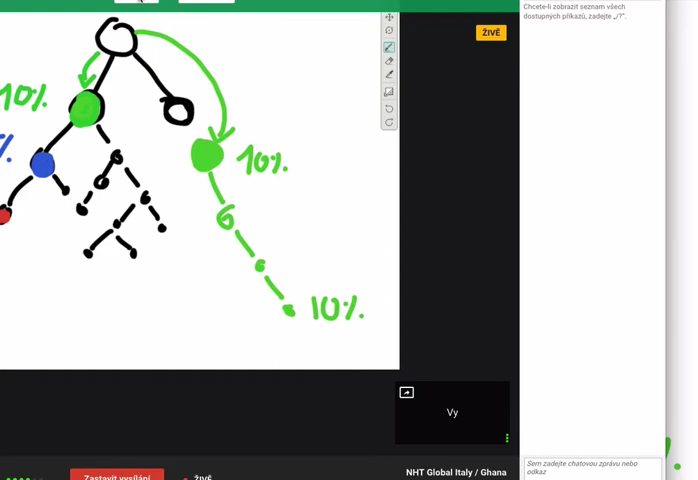 Chcete-li zobrazit seznam všech
dostupných příkazů, zadejte „/?“.
ŽIVĚ
10%.
%.
10%.
10%.
Vy
Zastavit vysílání
ŽIVĚ
NHT Global Italy / Ghana
Sem zadejte chatovou zprávu nebo
odkaz